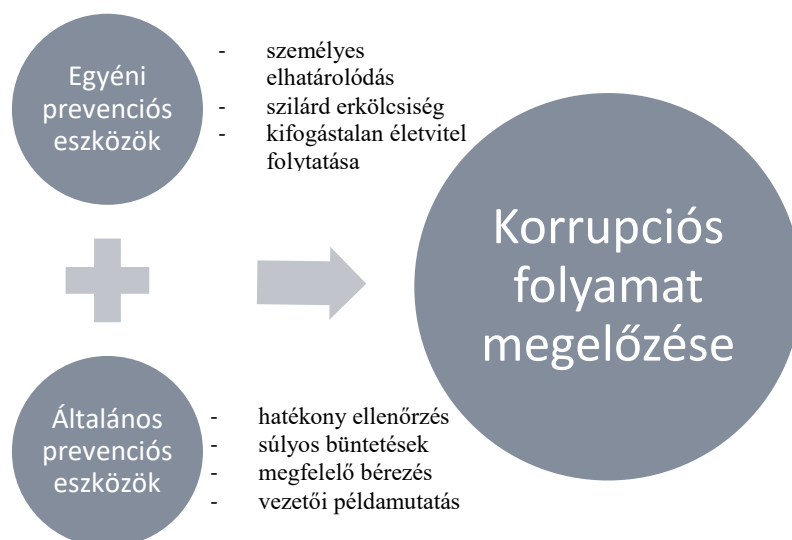 Egyéni
prevenciós
eszközök
- személyes
elhatárolódás
- szilárd erkölcsiség
- kifogástalan életvitel
folytatása
Korrupciós
folyamat
megelőzése
Általános
prevenciós
eszközök
- hatékony ellenőrzés
- súlyos büntetések
- megfelelő bérezés
- vezetői példamutatás